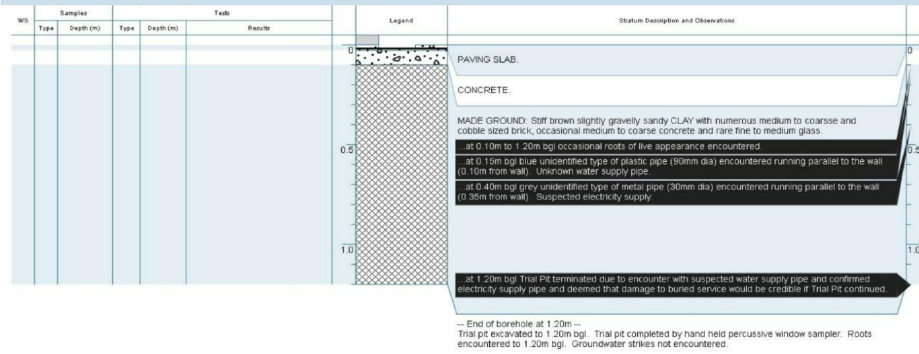 WS Samples Tests Legend Stratum Description and Observations
Type Depth (m) Type Depth (m) Results
0 0
PAVING SLAB.
CONCRETE.
MADE GROUND: Stiff brown slightly gravelly sandy CLAY with numerous medium to coarsse and
cobble sized brick, occasional medium to coarse concrete and rare fine to medium glass.
0.5 ...at 0.10m to 1.20m bgl occasional roots of live appearance encountered. 0.5
...at 0.15m bgl blue unidentified type of plastic pipe (90mm dia) encountered running parallel to the wall
(0.10m from wall). Unknown water supply pipe.
...at 0.40m bgl grey unidentified type of metal pipe (30mm dia) encountered running parallel to the wall
(0.35m from wall). Suspected electricity supply.
1.0 1.0
...at 1.20m bgl Trial Pit terminated due to encounter with suspected water supply pipe and confirmed
electricity supply pipe and deemed that damage to buried service would be credible if Trial Pit continued.
-- End of borehole at 1.20m --
Trial pit excavated to 1.20m bgl. Trial pit completed by hand held percussive window sampler. Roots
encountered to 1.20m bgl. Groundwater strikes not encountered.